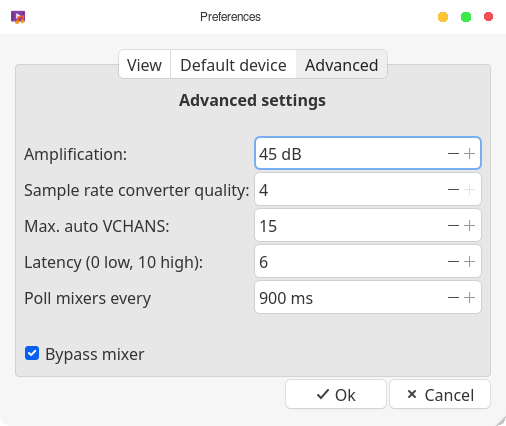 Preferences
View Default device Advanced
Advanced settings
Amplification: 45 dB
Sample rate converter quality: 4
Max. auto VCHANS: 15
Latency (0 low, 10 high): 6
Poll mixers every 900 ms
Bypass mixer
Ok Cancel